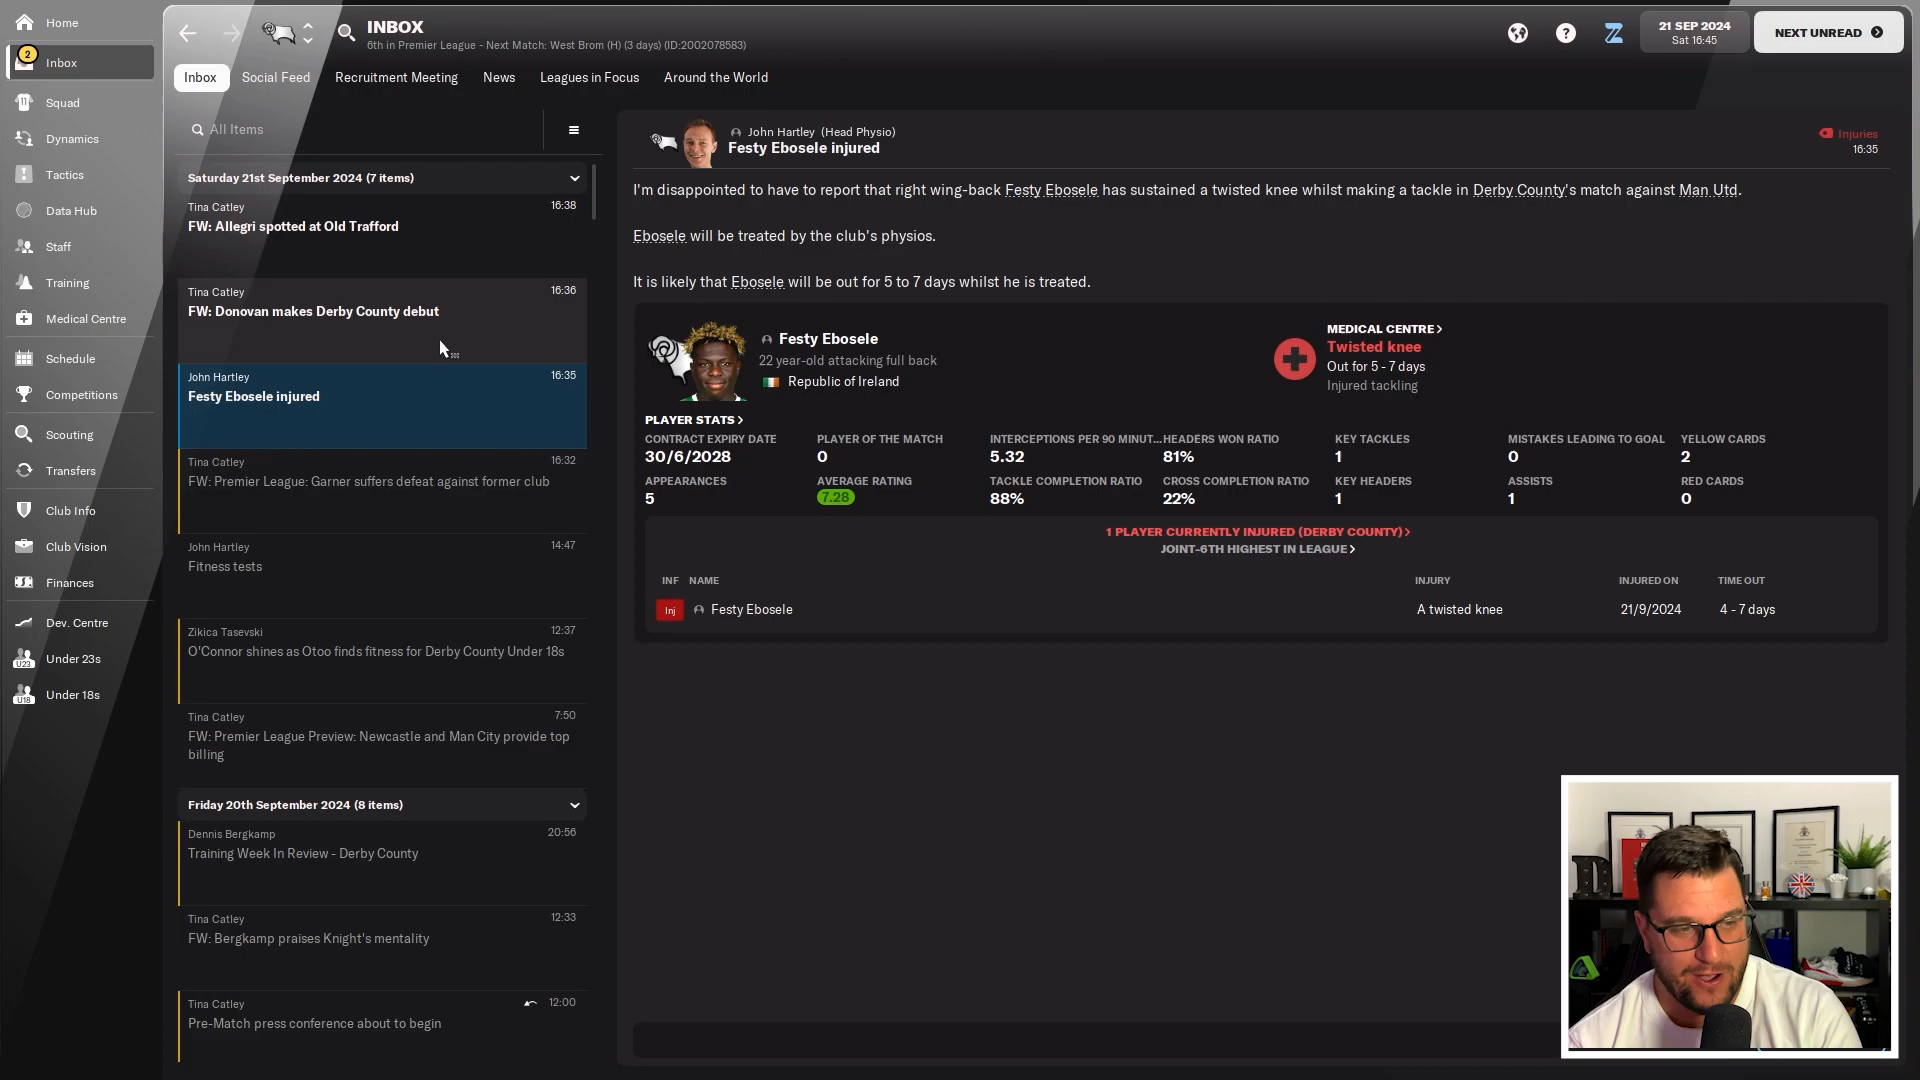 Home
2
Inbox
Squad
Dynamics
Tactics
Data Hub
Staff
Training
Medical Centre
Schedule
Competitions
Scouting
Transfers
Club Info
Club Vision
Finances
Dev. Centre
U23 Under 23s
U18 Under 18s
INBOX
6th in Premier League - Next Match: West Brom (H) (3 days) (ID:2002078583)
21 SEP 2024
Sat 16:45
NEXT UNREAD
Inbox Social Feed Recruitment Meeting News Leagues in Focus Around the World
All Items
Saturday 21st September 2024 (7 items)
Tina Catley 16:38
FW: Allegri spotted at Old Trafford
Tina Catley 16:36
FW: Donovan makes Derby County debut
John Hartley 16:35
Festy Ebosele injured
Tina Catley 16:32
FW: Premier League: Garner suffers defeat against former club
John Hartley 14:47
Fitness tests
Zikica Tasevski 12:37
O'Connor shines as Otoo finds fitness for Derby County Under 18s
Tina Catley 7:50
FW: Premier League Preview: Newcastle and Man City provide top
billing
Friday 20th September 2024 (8 items)
Dennis Bergkamp 20:56
Training Week In Review - Derby County
Tina Catley 12:33
FW: Bergkamp praises Knight's mentality
Tina Catley 12:00
Pre-Match press conference about to begin
John Hartley (Head Physio)
Festy Ebosele injured
Injuries
16:35
I'm disappointed to have to report that right wing-back Festy Ebosele has sustained a twisted knee whilst making a tackle in Derby County's match against Man Utd.
Ebosele will be treated by the club's physios.
It is likely that Ebosele will be out for 5 to 7 days whilst he is treated.
Festy Ebosele
22 year-old attacking full back
Republic of Ireland
MEDICAL CENTRE
Twisted knee
Out for 5 - 7 days
Injured tackling
PLAYER STATS
CONTRACT EXPIRY DATE PLAYER OF THE MATCH INTERCEPTIONS PER 90 MINUT... HEADERS WON RATIO KEY TACKLES MISTAKES LEADING TO GOAL YELLOW CARDS
30/6/2028 0 5.32 81% 1 0 2
APPEARANCES AVERAGE RATING TACKLE COMPLETION RATIO CROSS COMPLETION RATIO KEY HEADERS ASSISTS RED CARDS
5 7.28 88% 22% 1 1 0
1 PLAYER CURRENTLY INJURED (DERBY COUNTY)
JOINT-6TH HIGHEST IN LEAGUE
INF NAME INJURY INJURED ON TIME OUT
Inj Festy Ebosele A twisted knee 21/9/2024 4 - 7 days